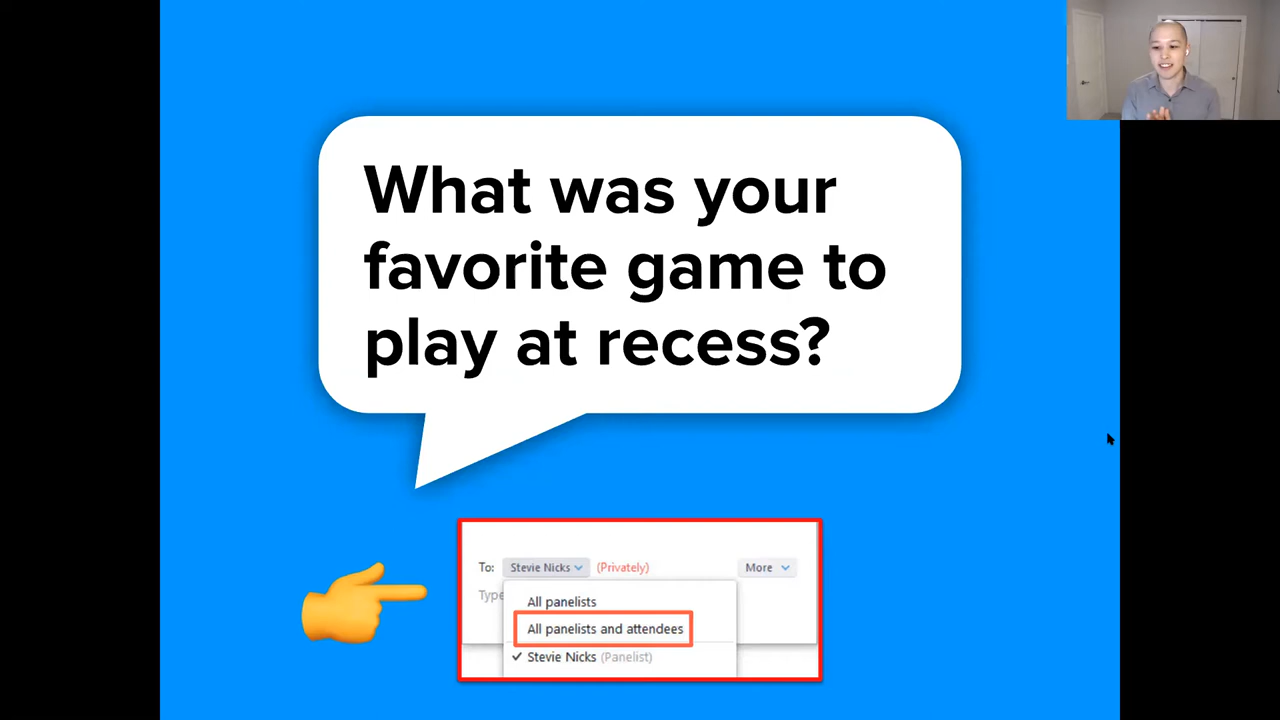 What was your
favorite game to
play at recess?
To: Stevie Nicks (Privately) More
Type
All panelists
All panelists and attendees
Stevie Nicks (Panelist)